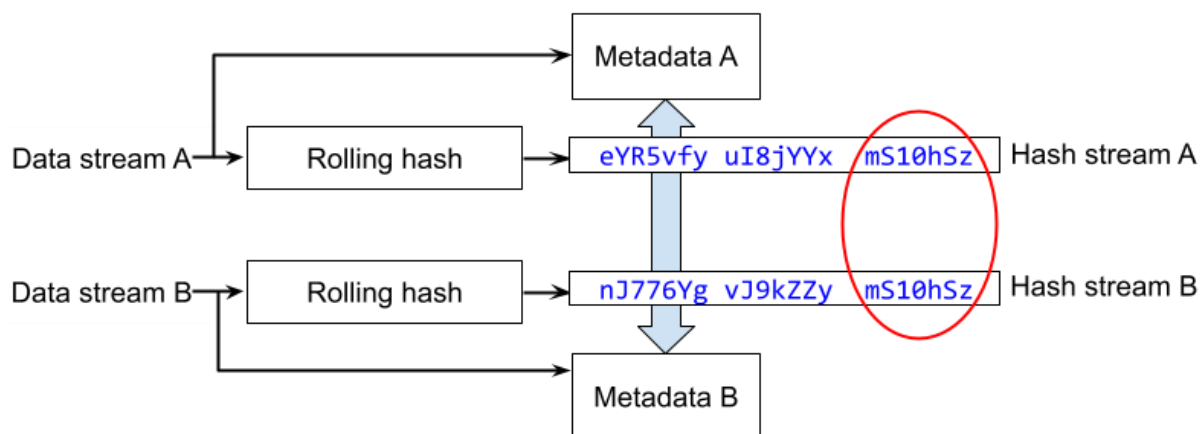 Metadata A
Data stream A
Rolling hash
eYR5vfy uI8jYYx mS10hSz
Hash stream A
Data stream B
Rolling hash
nJ776Yg vJ9kZZy mS10hSz
Hash stream B
Metadata B